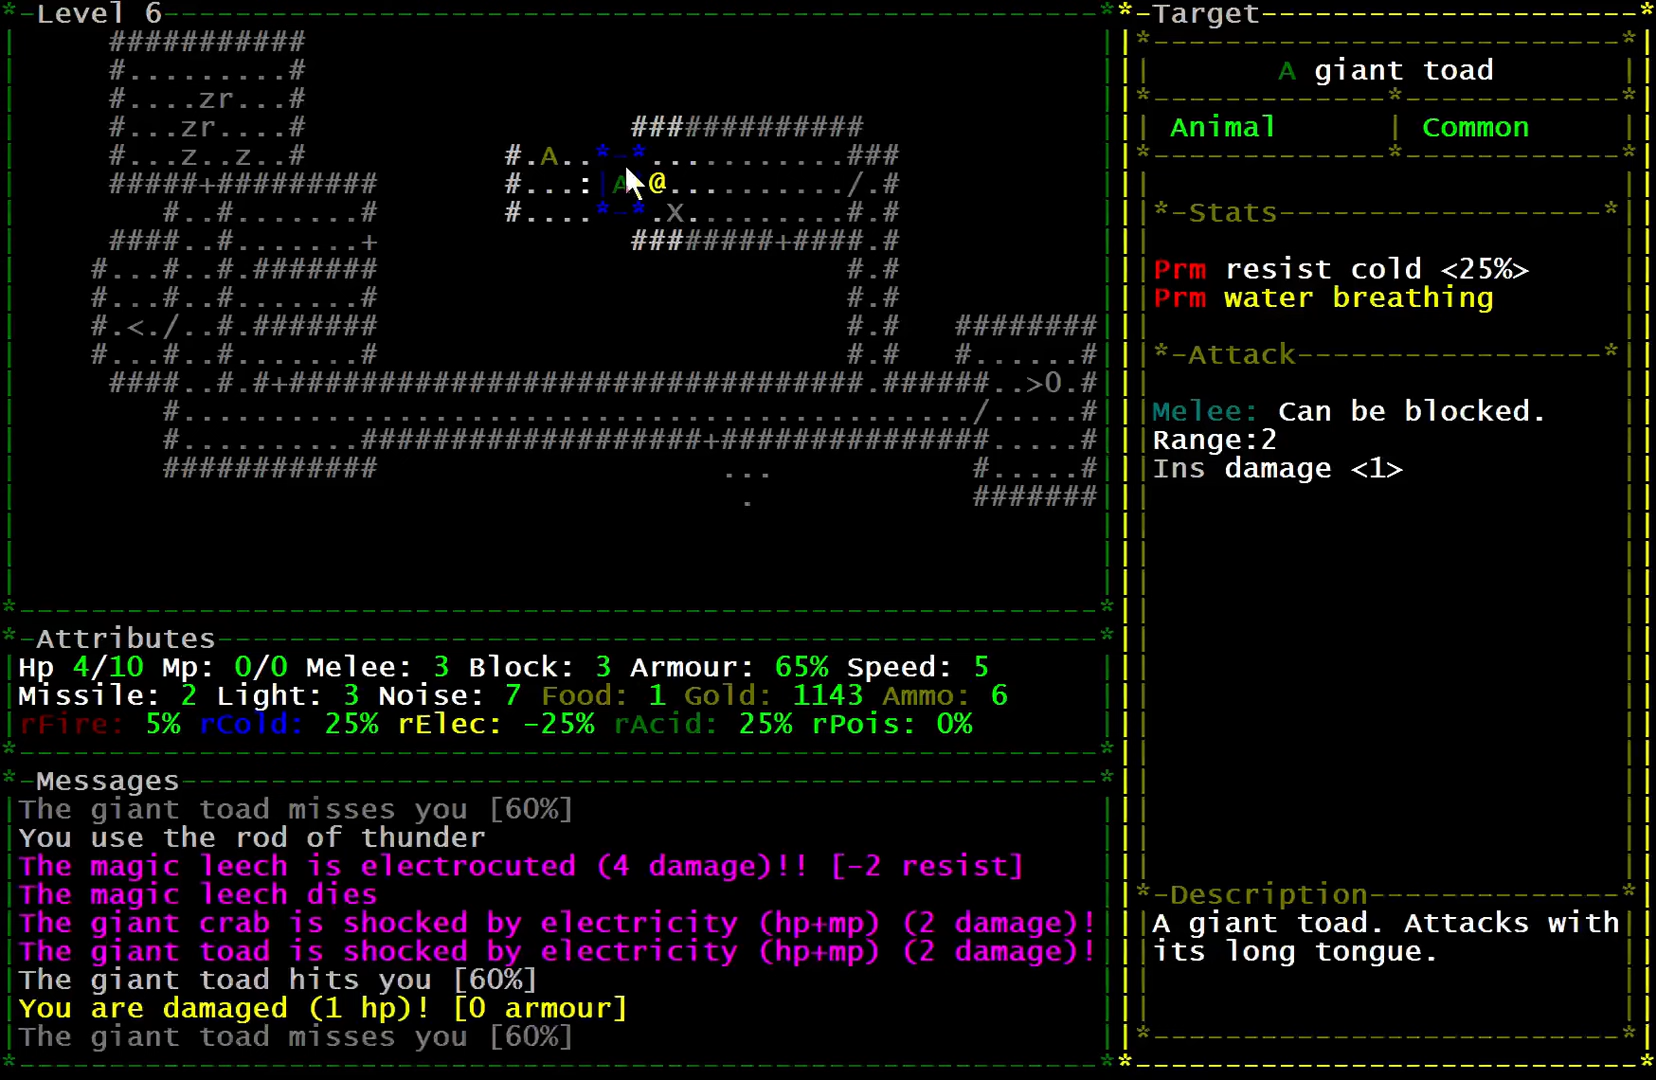 Level 6
###########
#.........#
#....zr...#
#...zr....#
#...z..z..#
#####+#########
#..#.......#
####..#.......+
#...#..#.#######
#...#..#.......#
#.<./..#.#######
#...#..#.......#
####..#.#+################################.######..>O.#
#............................................/.....#
#..........###################+###############.....#
############
...
.
#.....#
#######
########
#......#
#############
#.A..*-*...........###
#...:|A @........../.#
#....*-*.x.........#.#
########+####.#
#.#
#.#
#.#
#.#
Attributes
Hp 4/10 Mp: 0/0 Melee: 3 Block: 3 Armour: 65% Speed: 5
Missile: 2 Light: 3 Noise: 7 Food: 1 Gold: 1143 Ammo: 6
rFire: 5% rCold: 25% rElec: -25% rAcid: 25% rPois: 0%
Messages
The giant toad misses you [60%]
You use the rod of thunder
The magic leech is electrocuted (4 damage)!! [-2 resist]
The magic leech dies
The giant crab is shocked by electricity (hp+mp) (2 damage)!
The giant toad is shocked by electricity (hp+mp) (2 damage)!
The giant toad hits you [60%]
You are damaged (1 hp)! [0 armour]
The giant toad misses you [60%]
Target
A giant toad
Animal | Common
Stats
Prm resist cold <25%>
Prm water breathing
Attack
Melee: Can be blocked.
Range:2
Ins damage <1>
Description
A giant toad. Attacks with
its long tongue.